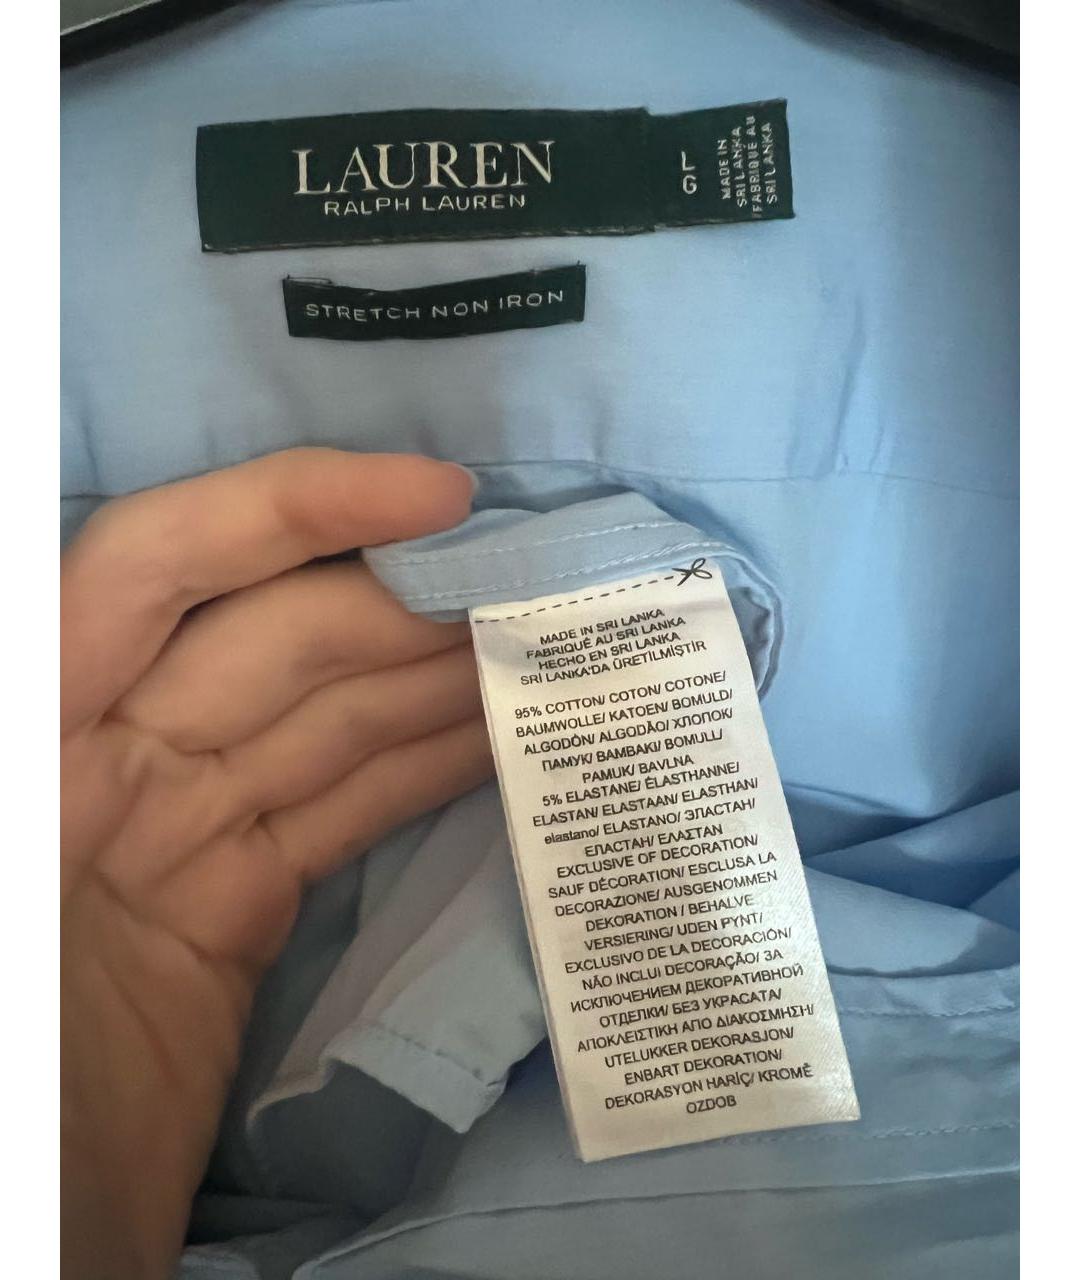 LAUREN
RALPH LAUREN
L
G
MADE IN
SRI LANKA
FABRIQUÉ AU
SRI LANKA
STRETCH NON IRON
MADE IN SRI LANKA
FABRIQUÉ AU SRI LANKA
HECHO EN SRI LANKA
SRİ LANKA'DA ÜRETİLMİŞTİR
95% COTTON/ COTON/ COTONE/
BAUMWOLLE/ KATOEN/ BOMULD/
ALGODÓN/ ALGODÃO/ ХЛОПОК/
ПАМУК/ ΒΑΜΒΑΚΙ/ BOMULL/
PAMUK/ BAVLNA
5% ELASTANE/ ÉLASTHANNE/
ELASTAN/ ELASTAAN/ ELASTHAN/
elastano/ ELASTANO/ ЭЛАСТАН/
ЕЛАСТАН/ ΕΛΑΣΤΑΝ
EXCLUSIVE OF DECORATION/
SAUF DÉCORATION/ ESCLUSA LA
DECORAZIONE/ AUSGENOMMEN
DEKORATION / BEHALVE
VERSIERING/ UDEN PYNT/
EXCLUSIVO DE LA DECORACIÓN/
NÃO INCLUI DECORAÇÃO/ ЗА
ИСКЛЮЧЕНИЕМ ДЕКОРАТИВНОЙ
ОТДЕЛКИ/ БЕЗ УКРАСАТА/
ΑΠΟΚΛΕΙΣΤΙΚΗ ΑΠΟ ΔΙΑΚΟΣΜΗΣΗ/
UTELUKKER DEKORASJON/
ENBART DEKORATION/
DEKORASYON HARİÇ/ KROMĚ
OZDOB